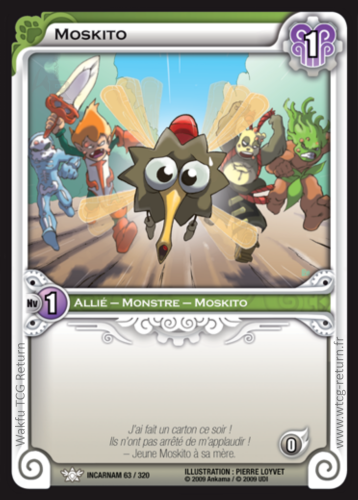 Moskito
1
Nv 1 Allié – Monstre – Moskito
J'ai fait un carton ce soir !
Ils n'ont pas arrêté de m'applaudir !
– Jeune Moskito à sa mère.
0
INCARNAM 63 / 320
ILLUSTRATION : PIERRE LOYVET
© 2009 Ankama / © 2009 UDI
Wakfu TCG Return
www.wtcg-return.fr